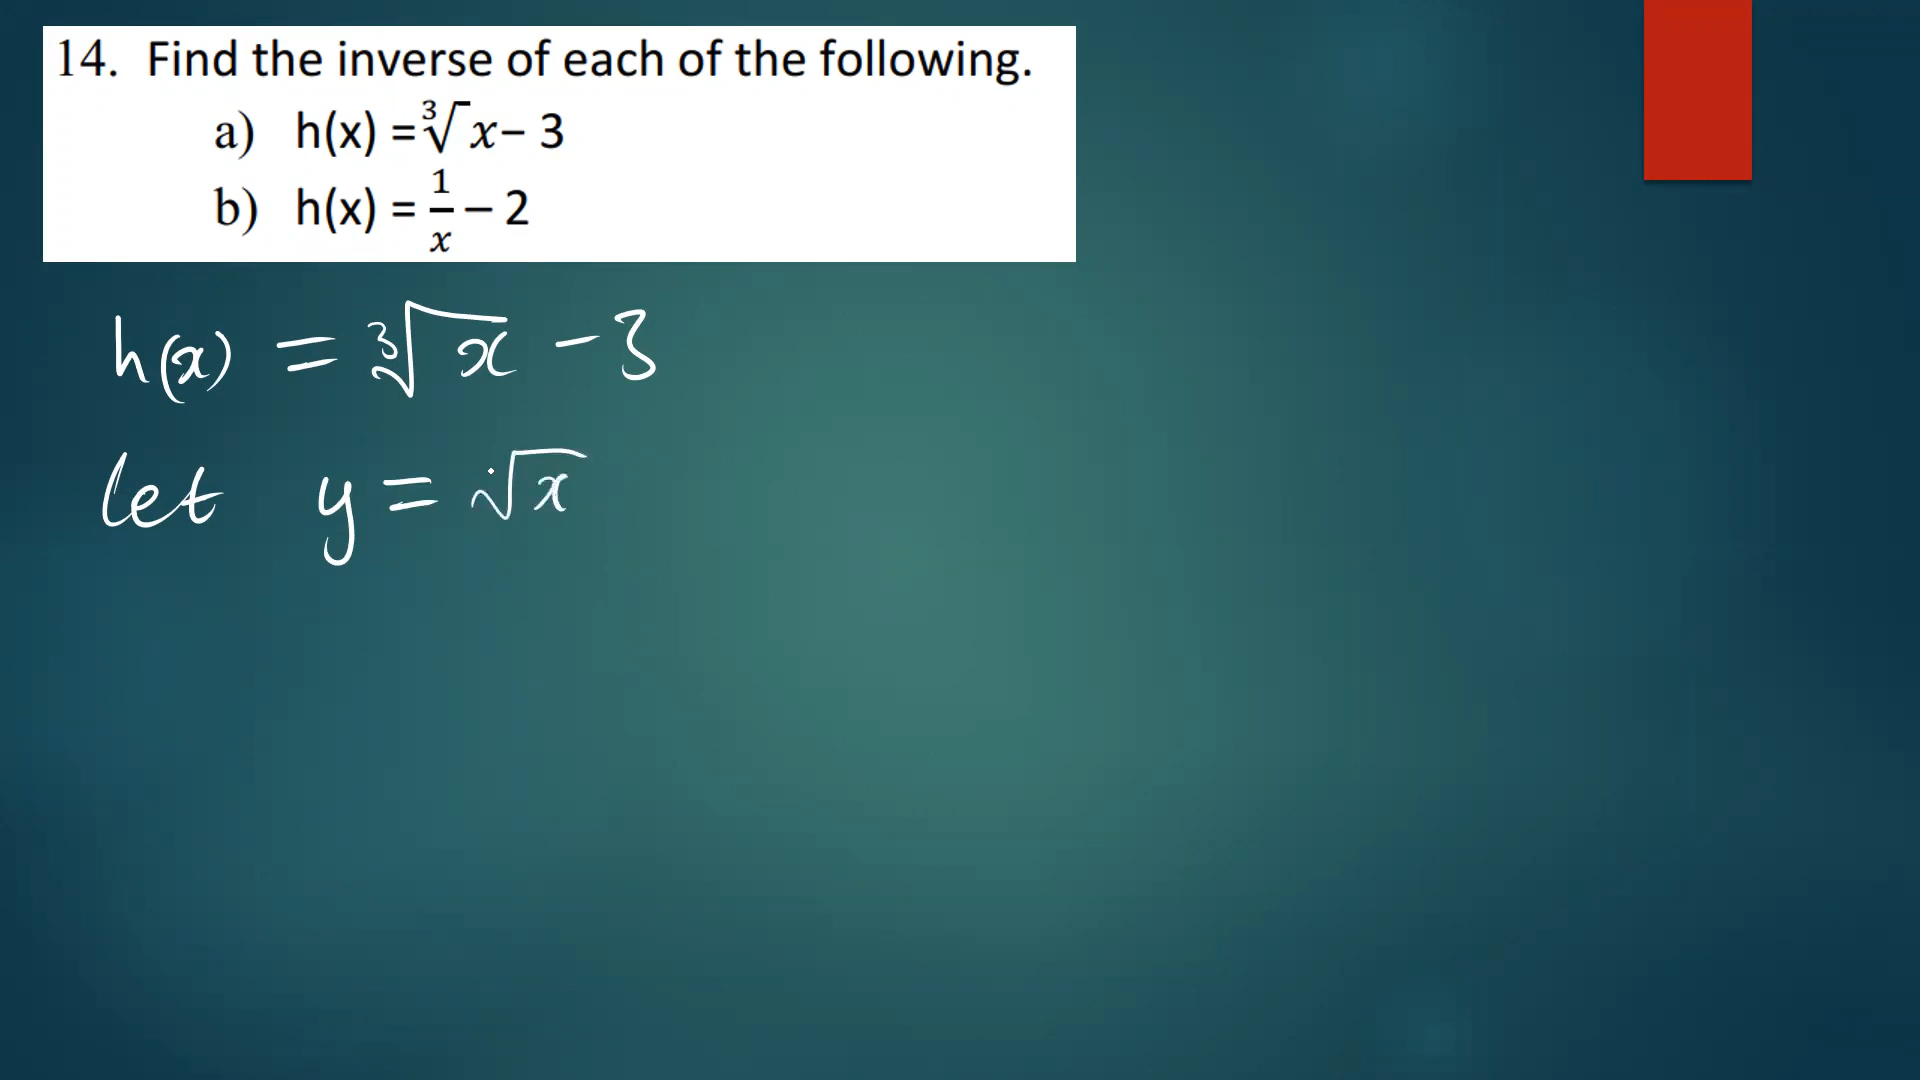 14. Find the inverse of each of the following.
a) h(x) = ∛x − 3
b) h(x) = 1/x − 2
h(x) = ∛x − 3
let y = √x